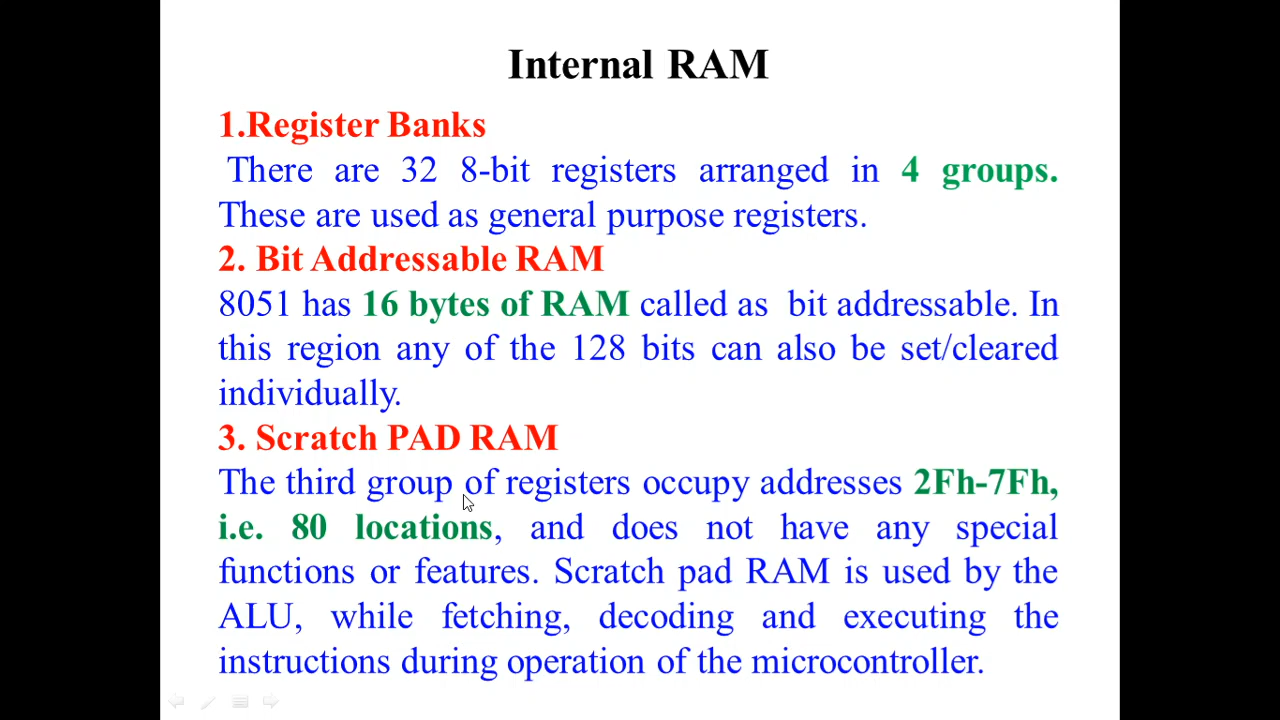 Internal RAM
1.Register Banks
There are 32 8-bit registers arranged in 4 groups.
These are used as general purpose registers.
2. Bit Addressable RAM
8051 has 16 bytes of RAM called as bit addressable. In
this region any of the 128 bits can also be set/cleared
individually.
3. Scratch PAD RAM
The third group of registers occupy addresses 2Fh-7Fh,
i.e. 80 locations, and does not have any special
functions or features. Scratch pad RAM is used by the
ALU, while fetching, decoding and executing the
instructions during operation of the microcontroller.